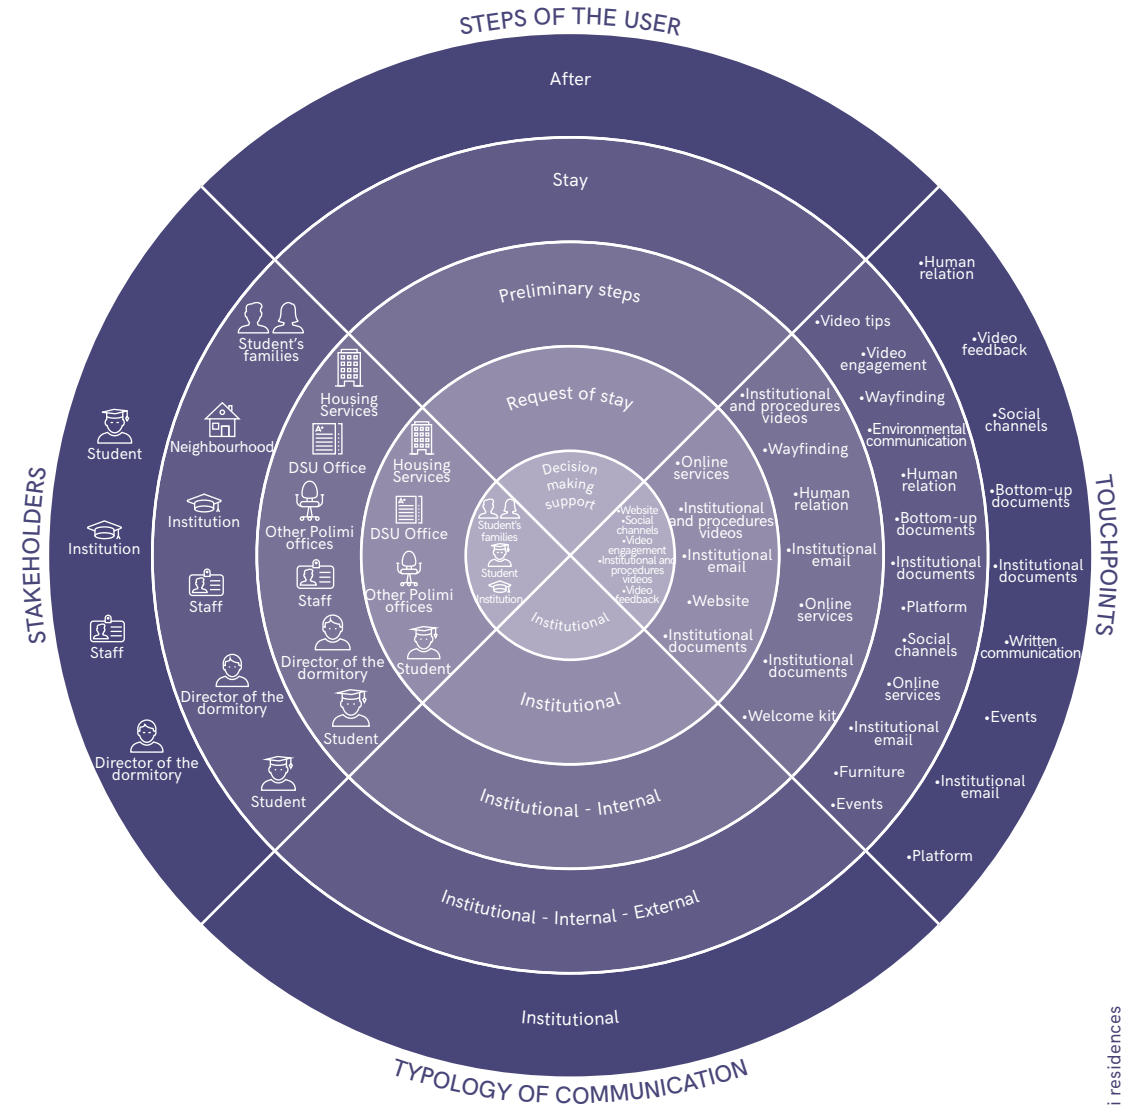 STEPS OF THE USER
After
Stay
Preliminary steps
Request of stay
Decision
making
support
STAKEHOLDERS
Student
Institution
Staff
Director of the
dormitory
Student's
families
Neighbourhood
Institution
Staff
Director of the
dormitory
Student
Housing
Services
DSU Office
Other Polimi
offices
Staff
Director of the
dormitory
Student
Housing
Services
DSU Office
Other Polimi
offices
Student
Student's
families
Student
Institution
•Website
•Social
channels
•Video
engagement
•Institutional and
procedures
videos
•Video
feedback
•Online
services
•Institutional
and procedures
videos
•Institutional
email
•Website
•Institutional
documents
•Institutional
and procedures
videos
•Wayfinding
•Human
relation
•Institutional
email
•Online
services
•Institutional
documents
•Welcome kit
•Video tips
•Video
engagement
•Wayfinding
•Environmental
communication
•Human
relation
•Bottom-up
documents
•Institutional
documents
•Platform
•Social
channels
•Online
services
•Institutional
email
•Furniture
•Events
•Human
relation
•Video
feedback
•Social
channels
•Bottom-up
documents
•Institutional
documents
•Written
communication
•Events
•Institutional
email
•Platform
TOUCHPOINTS
Institutional
Institutional
Institutional - Internal
Institutional - Internal - External
Institutional
TYPOLOGY OF COMMUNICATION
i residences